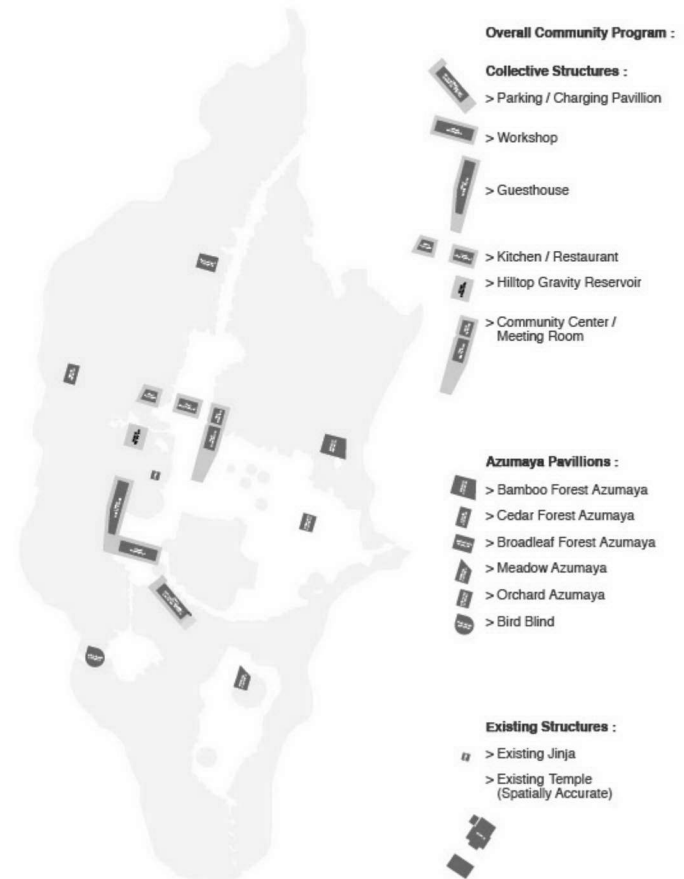 Overall Community Program :
Collective Structures :
> Parking / Charging Pavillion
> Workshop
> Guesthouse
> Kitchen / Restaurant
> Hilltop Gravity Reservoir
> Community Center /
Meeting Room
Azumaya Pavillions :
> Bamboo Forest Azumaya
> Cedar Forest Azumaya
> Broadleaf Forest Azumaya
> Meadow Azumaya
> Orchard Azumaya
> Bird Blind
Existing Structures :
> Existing Jinja
> Existing Temple
(Spatially Accurate)